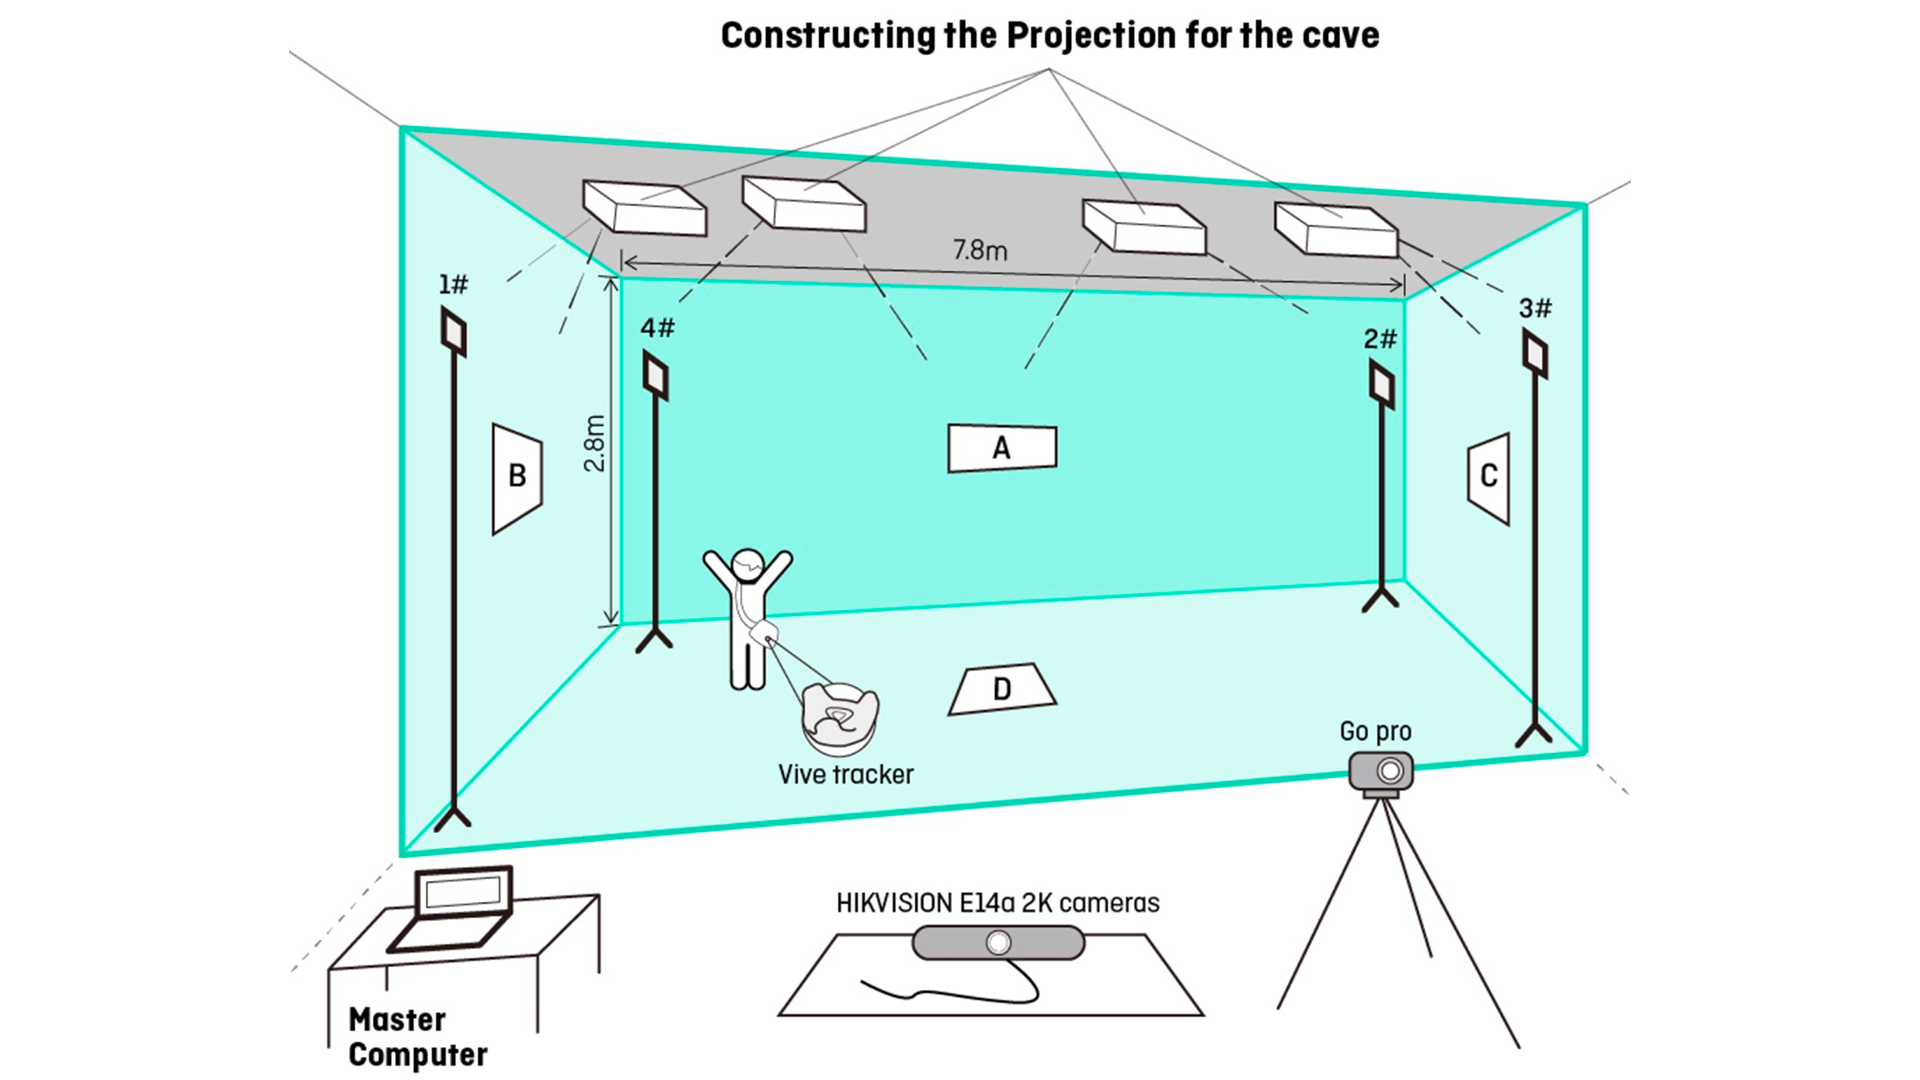 Constructing the Projection for the cave
7.8m
1#
3#
4#
2#
2.8m
A
B
C
D
Go pro
Vive tracker
HIKVISION E14a 2K cameras
Master
Computer